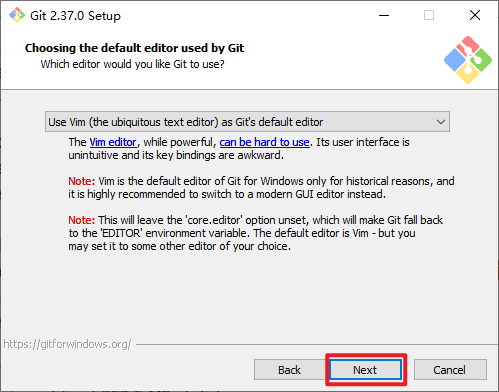 Git 2.37.0 Setup
Choosing the default editor used by Git
Which editor would you like Git to use?
Use Vim (the ubiquitous text editor) as Git's default editor
The Vim editor, while powerful, can be hard to use. Its user interface is
unintuitive and its key bindings are awkward.
Note: Vim is the default editor of Git for Windows only for historical reasons, and
it is highly recommended to switch to a modern GUI editor instead.
Note: This will leave the 'core.editor' option unset, which will make Git fall back
to the 'EDITOR' environment variable. The default editor is Vim - but you
may set it to some other editor of your choice.
https://gitforwindows.org/
Back Next Cancel